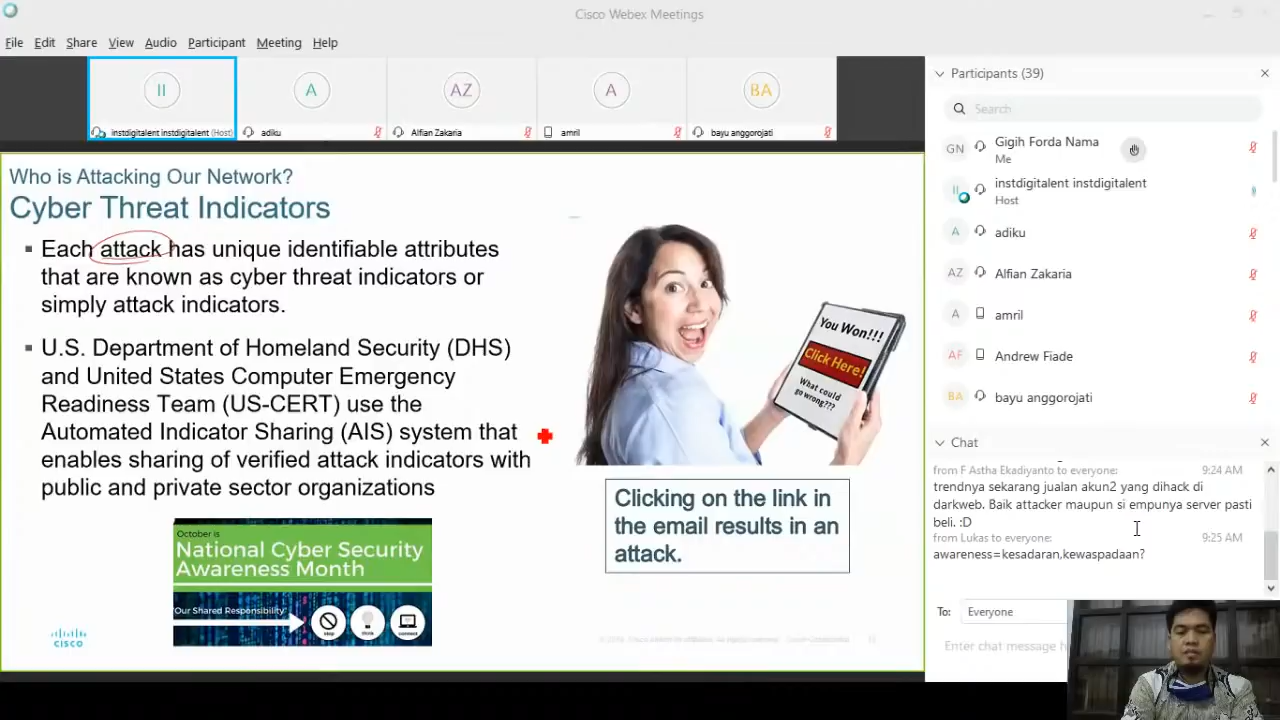 Cisco Webex Meetings
File Edit Share View Audio Participant Meeting Help
II A AZ A BA
instdigitalent instdigitalent (Host) adiku Alfian Zakaria amril bayu anggorojati
Who is Attacking Our Network?
Cyber Threat Indicators
▪ Each attack has unique identifiable attributes
that are known as cyber threat indicators or
simply attack indicators.
▪ U.S. Department of Homeland Security (DHS)
and United States Computer Emergency
Readiness Team (US-CERT) use the
Automated Indicator Sharing (AIS) system that
enables sharing of verified attack indicators with
public and private sector organizations
You Won!!!
Click Here!
What could
go wrong???
Clicking on the link in
the email results in an
attack.
October is
National Cyber Security
Awareness Month
"Our Shared Responsibility"
cisco
Participants (39)
Search
GN Gigih Forda Nama
Me
II instdigitalent instdigitalent
Host
A adiku
AZ Alfian Zakaria
A amril
AF Andrew Fiade
BA bayu anggorojati
Chat
from F Astha Ekadiyanto to everyone: 9:24 AM
trendnya sekarang jualan akun2 yang dihack di
darkweb. Baik attacker maupun si empunya server pasti
beli. :D
from Lukas to everyone: 9:25 AM
awareness=kesadaran,kewaspadaan?
To: Everyone
Enter chat message h